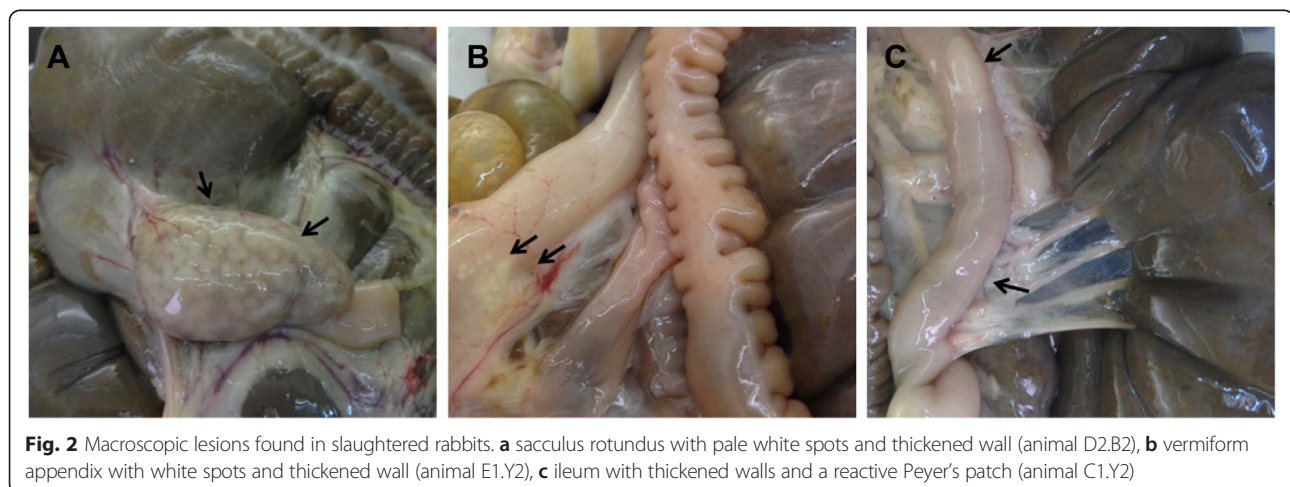 A
B
C
Fig. 2 Macroscopic lesions found in slaughtered rabbits. a sacculus rotundus with pale white spots and thickened wall (animal D2.B2), b vermiform
appendix with white spots and thickened wall (animal E1.Y2), c ileum with thickened walls and a reactive Peyer's patch (animal C1.Y2)